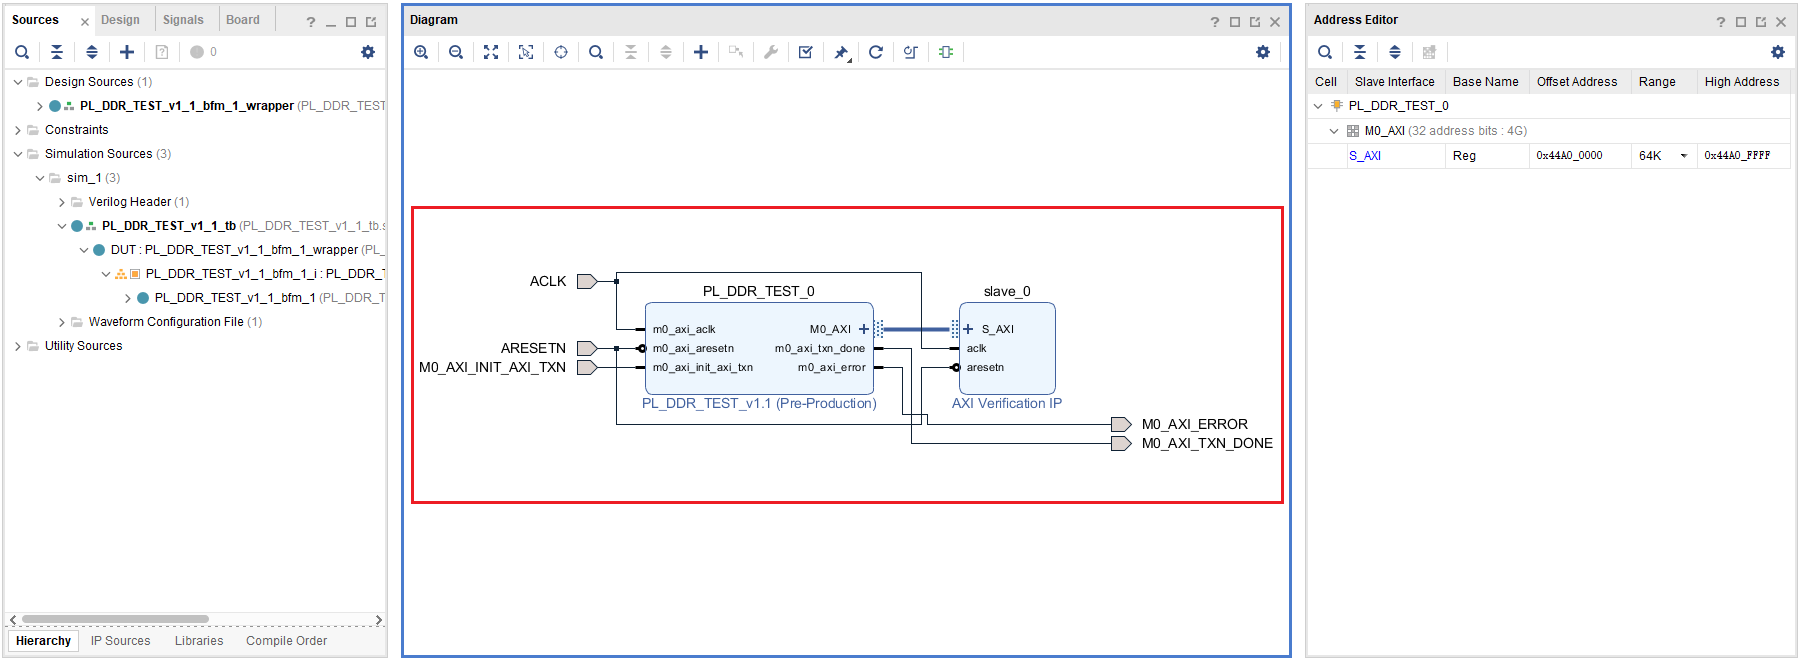 Sources
Design
Signals
Board
?
0
Design Sources (1)
PL_DDR_TEST_v1_1_bfm_1_wrapper (PL_DDR_TEST
Constraints
Simulation Sources (3)
sim_1 (3)
Verilog Header (1)
PL_DDR_TEST_v1_1_tb (PL_DDR_TEST_v1_1_tb.s
DUT : PL_DDR_TEST_v1_1_bfm_1_wrapper (PL_
PL_DDR_TEST_v1_1_bfm_1_i : PL_DDR_T
PL_DDR_TEST_v1_1_bfm_1 (PL_DDR_T
Waveform Configuration File (1)
Utility Sources
Hierarchy
IP Sources
Libraries
Compile Order
Diagram
?
ACLK
ARESETN
M0_AXI_INIT_AXI_TXN
PL_DDR_TEST_0
m0_axi_aclk
m0_axi_aresetn
m0_axi_init_axi_txn
M0_AXI
m0_axi_txn_done
m0_axi_error
PL_DDR_TEST_v1.1 (Pre-Production)
slave_0
S_AXI
aclk
aresetn
AXI Verification IP
M0_AXI_ERROR
M0_AXI_TXN_DONE
Address Editor
?
Cell Slave Interface Base Name Offset Address Range High Address
PL_DDR_TEST_0
M0_AXI (32 address bits : 4G)
S_AXI Reg 0x44A0_0000 64K 0x44A0_FFFF